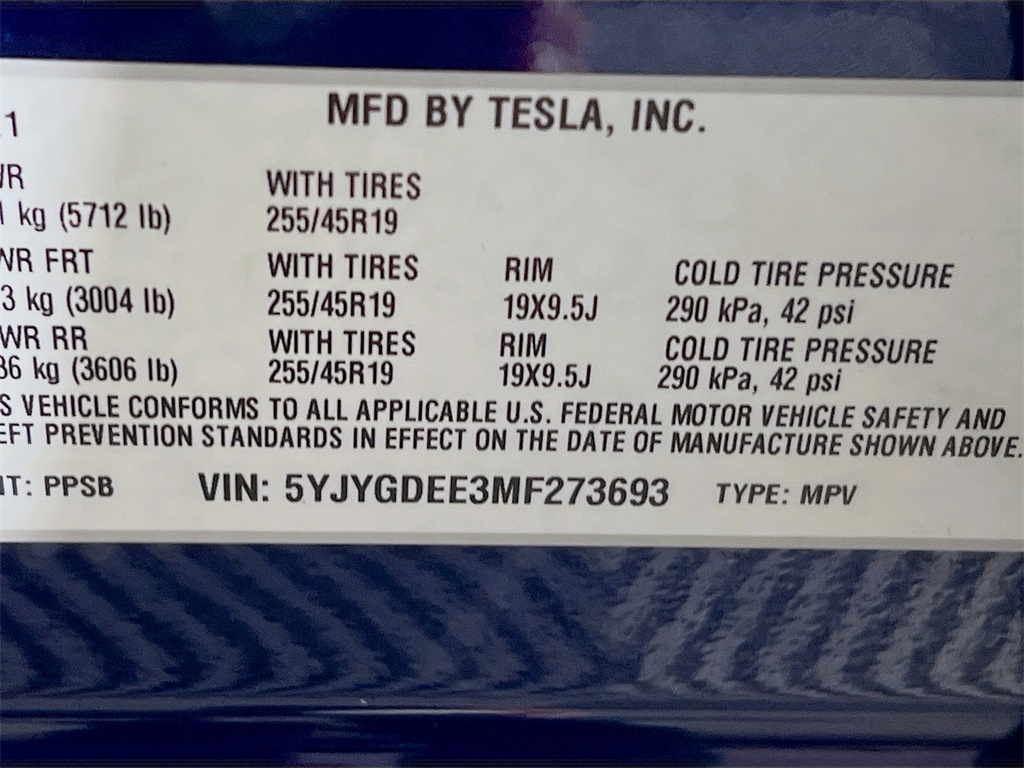 MFD BY TESLA, INC.
1
WR WITH TIRES
1 kg (5712 lb) 255/45R19
WR FRT WITH TIRES RIM COLD TIRE PRESSURE
3 kg (3004 lb) 255/45R19 19X9.5J 290 kPa, 42 psi
WR RR WITH TIRES RIM COLD TIRE PRESSURE
36 kg (3606 lb) 255/45R19 19X9.5J 290 kPa, 42 psi
S VEHICLE CONFORMS TO ALL APPLICABLE U.S. FEDERAL MOTOR VEHICLE SAFETY AND
EFT PREVENTION STANDARDS IN EFFECT ON THE DATE OF MANUFACTURE SHOWN ABOVE.
NT: PPSB VIN: 5YJYGDEE3MF273693 TYPE: MPV